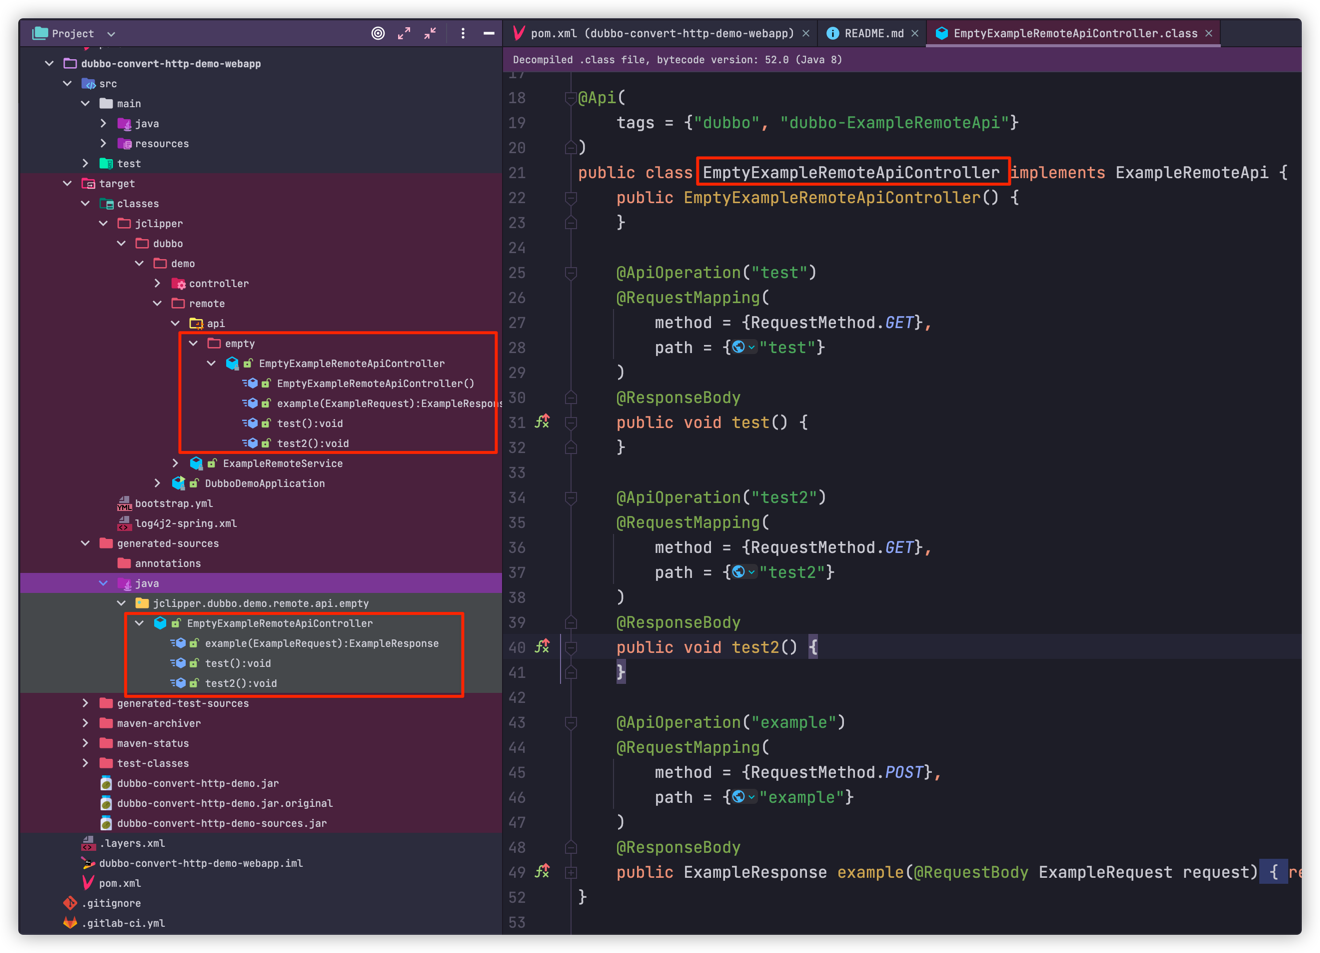 Project
dubbo-convert-http-demo-webapp
src
main
java
resources
test
target
classes
jclipper
dubbo
demo
controller
remote
api
empty
EmptyExampleRemoteApiController
EmptyExampleRemoteApiController()
example(ExampleRequest):ExampleRespons
test():void
test2():void
ExampleRemoteService
DubboDemoApplication
bootstrap.yml
log4j2-spring.xml
generated-sources
annotations
java
jclipper.dubbo.demo.remote.api.empty
EmptyExampleRemoteApiController
example(ExampleRequest):ExampleResponse
test():void
test2():void
generated-test-sources
maven-archiver
maven-status
test-classes
dubbo-convert-http-demo.jar
dubbo-convert-http-demo.jar.original
dubbo-convert-http-demo-sources.jar
.layers.xml
dubbo-convert-http-demo-webapp.iml
pom.xml
.gitignore
.gitlab-ci.yml
pom.xml (dubbo-convert-http-demo-webapp)
README.md
EmptyExampleRemoteApiController.class
Decompiled .class file, bytecode version: 52.0 (Java 8)
17
18 @Api(
19 tags = {"dubbo", "dubbo-ExampleRemoteApi"}
20 )
21 public class EmptyExampleRemoteApiController implements ExampleRemoteApi {
22 public EmptyExampleRemoteApiController() {
23 }
24
25 @ApiOperation("test")
26 @RequestMapping(
27 method = {RequestMethod.GET},
28 path = {"test"}
29 )
30 @ResponseBody
31 public void test() {
32 }
33
34 @ApiOperation("test2")
35 @RequestMapping(
36 method = {RequestMethod.GET},
37 path = {"test2"}
38 )
39 @ResponseBody
40 public void test2() {
41 }
42
43 @ApiOperation("example")
44 @RequestMapping(
45 method = {RequestMethod.POST},
46 path = {"example"}
47 )
48 @ResponseBody
49 public ExampleResponse example(@RequestBody ExampleRequest request) { re
52 }
53